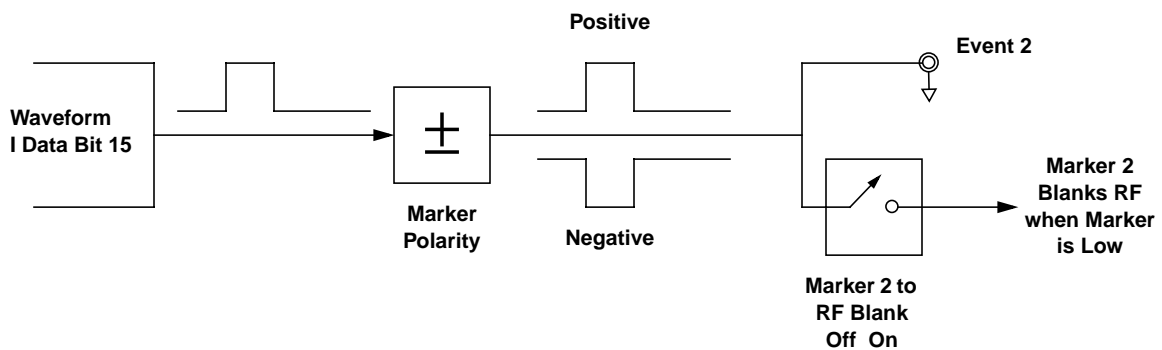 Positive
Event 2
Waveform
I Data Bit 15
±
Marker
Polarity
Negative
Marker 2
Blanks RF
when Marker
is Low
Marker 2 to
RF Blank
Off On